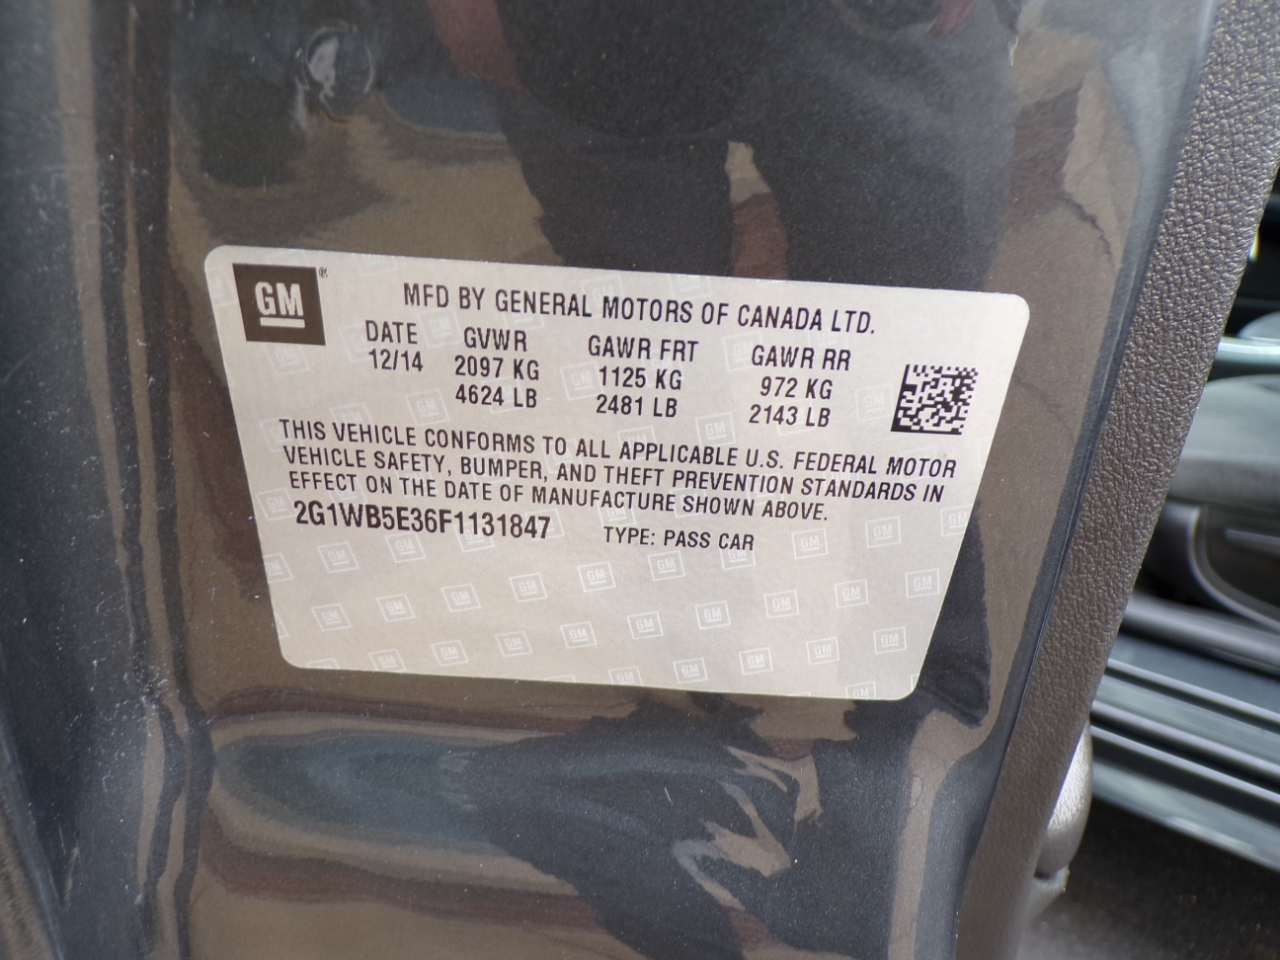 GM®
MFD BY GENERAL MOTORS OF CANADA LTD.
DATE GVWR GAWR FRT GAWR RR
12/14 2097 KG 1125 KG 972 KG
4624 LB 2481 LB 2143 LB
THIS VEHICLE CONFORMS TO ALL APPLICABLE U.S. FEDERAL MOTOR
VEHICLE SAFETY, BUMPER, AND THEFT PREVENTION STANDARDS IN
EFFECT ON THE DATE OF MANUFACTURE SHOWN ABOVE.
2G1WB5E36F1131847 TYPE: PASS CAR